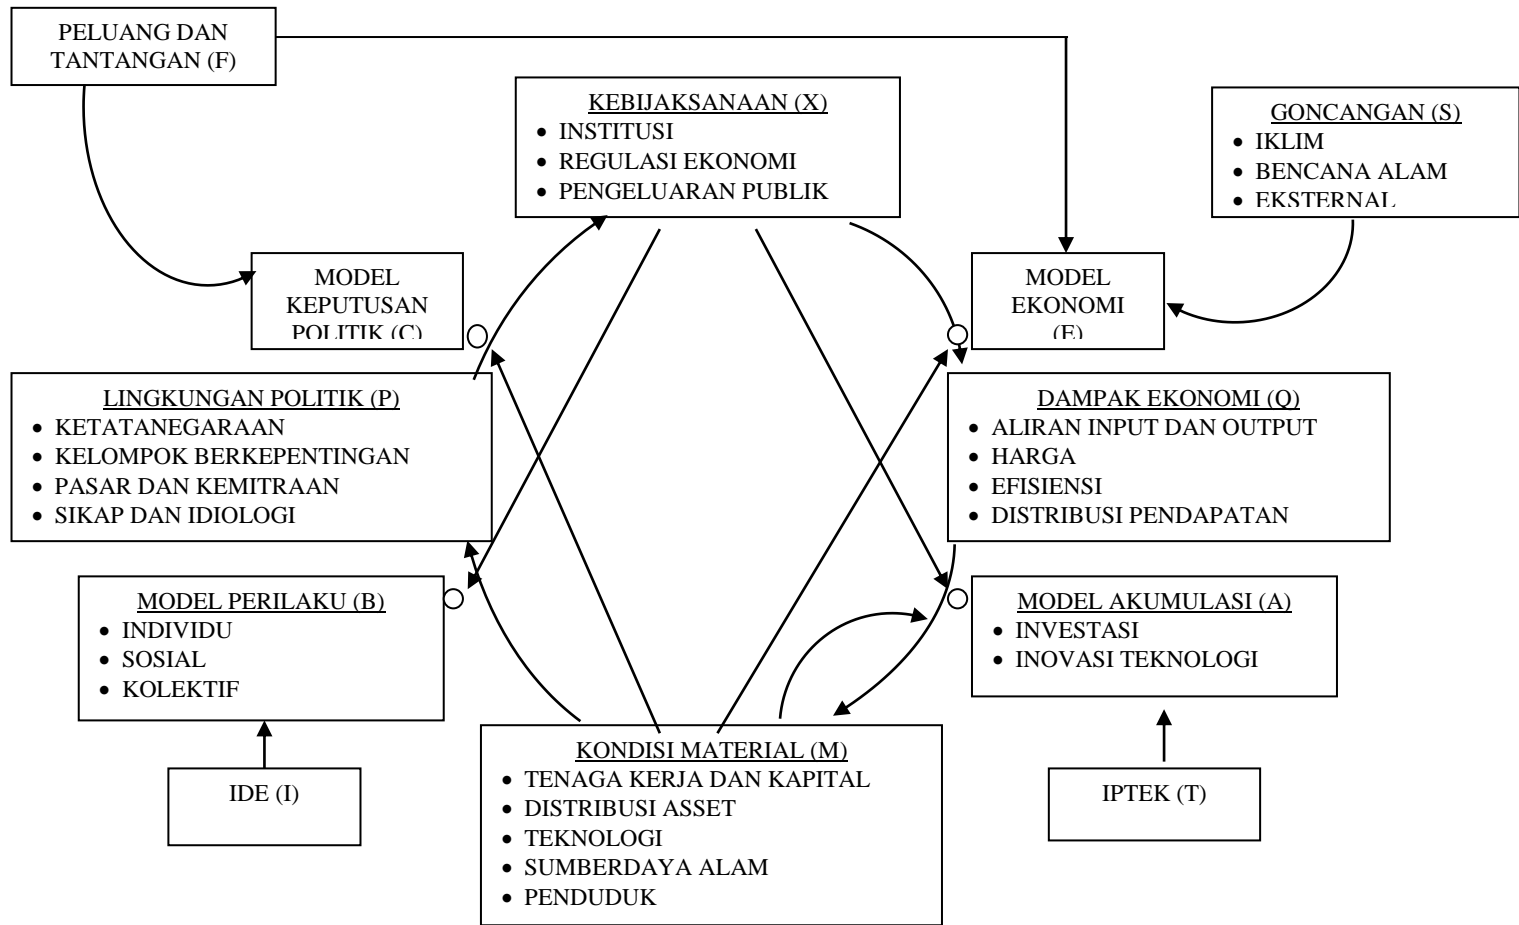 PELUANG DAN
TANTANGAN (F)
KEBIJAKSANAAN (X)
• INSTITUSI
• REGULASI EKONOMI
• PENGELUARAN PUBLIK
GONCANGAN (S)
• IKLIM
• BENCANA ALAM
• EKSTERNAL
MODEL
KEPUTUSAN
POLITIK (C)
MODEL
EKONOMI
(E)
LINGKUNGAN POLITIK (P)
• KETATANEGARAAN
• KELOMPOK BERKEPENTINGAN
• PASAR DAN KEMITRAAN
• SIKAP DAN IDIOLOGI
DAMPAK EKONOMI (Q)
• ALIRAN INPUT DAN OUTPUT
• HARGA
• EFISIENSI
• DISTRIBUSI PENDAPATAN
MODEL PERILAKU (B)
• INDIVIDU
• SOSIAL
• KOLEKTIF
MODEL AKUMULASI (A)
• INVESTASI
• INOVASI TEKNOLOGI
IDE (I)
KONDISI MATERIAL (M)
• TENAGA KERJA DAN KAPITAL
• DISTRIBUSI ASSET
• TEKNOLOGI
• SUMBERDAYA ALAM
• PENDUDUK
IPTEK (T)